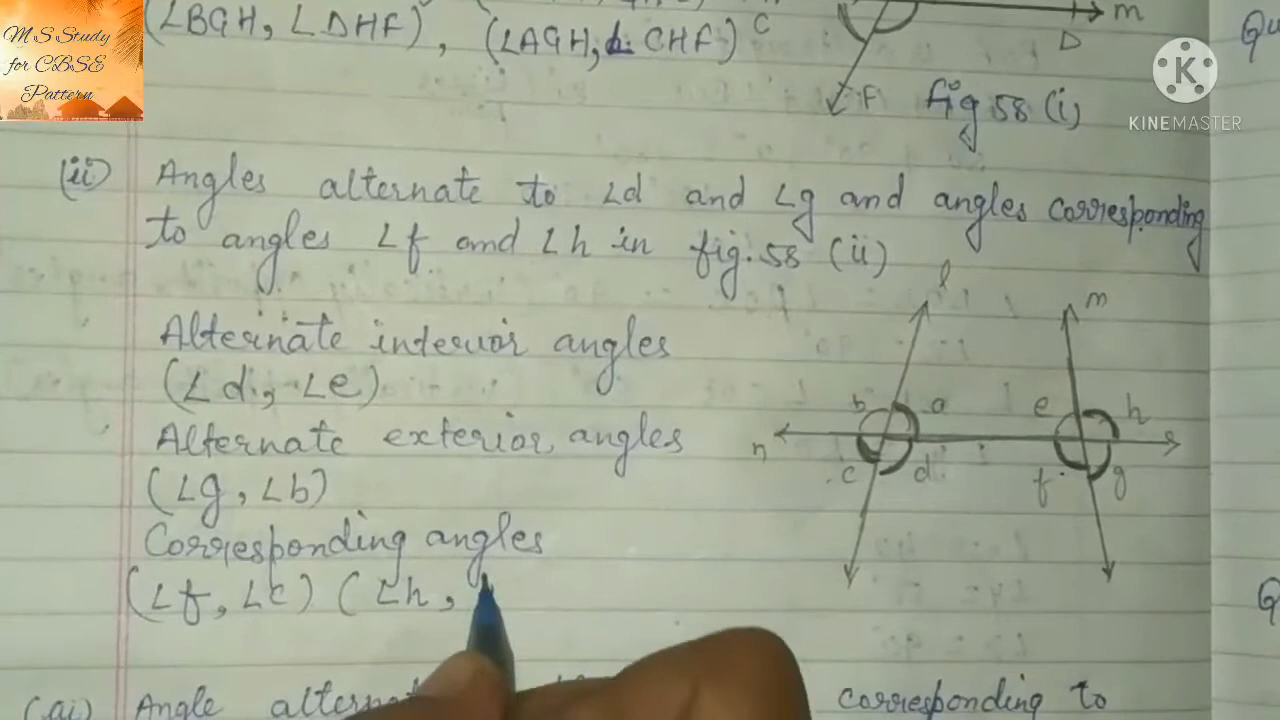 M S Study
for CBSE
Pattern
(∠BGH, ∠DHF), (∠AGH, ∠CHF)
C
m
D
F
Fig 58 (i)
KINEMASTER
(ii) Angles alternate to ∠d and ∠g and angles corresponding
to angles ∠f and ∠h in fig. 58 (ii)
Alternate interior angles
(∠d, ∠e)
Alternate exterior angles
(∠g, ∠b)
Corresponding angles
(∠f, ∠c) (∠h,
l
m
b a e h
n
c d f g
Angle
corresponding to